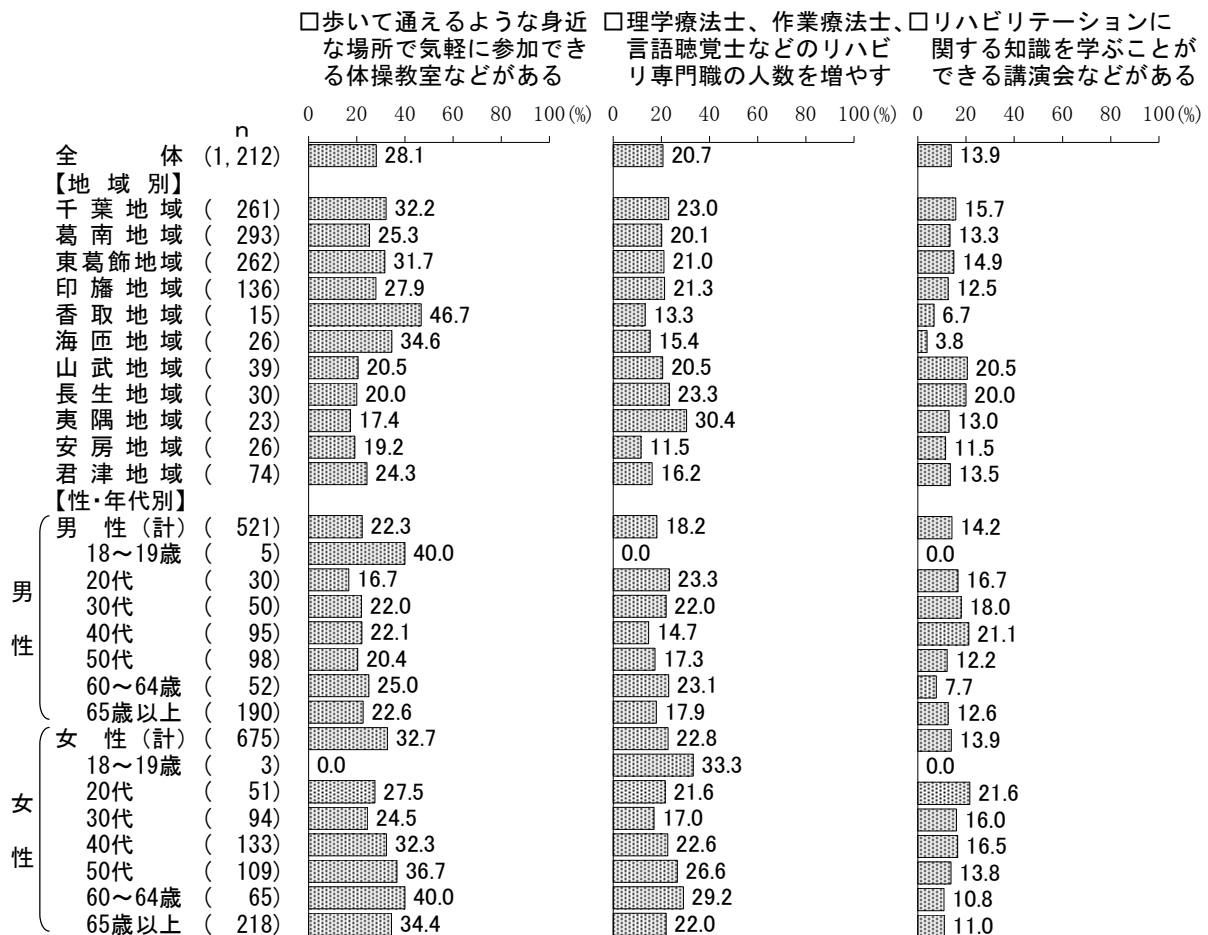 □歩いて通えるような身近な場所で気軽に参加できる体操教室などがある
□理学療法士、作業療法士、言語聴覚士などのリハビリ専門職の人数を増やす
□リハビリテーションに関する知識を学ぶことができる講演会などがある
n 0 20 40 60 80 100(%) 0 20 40 60 80 100(%) 0 20 40 60 80 100(%)
全体 (1,212) 28.1 20.7 13.9
【地域別】
千葉地域 ( 261) 32.2 23.0 15.7
葛南地域 ( 293) 25.3 20.1 13.3
東葛飾地域 ( 262) 31.7 21.0 14.9
印旛地域 ( 136) 27.9 21.3 12.5
香取地域 ( 15) 46.7 13.3 6.7
海匝地域 ( 26) 34.6 15.4 3.8
山武地域 ( 39) 20.5 20.5 20.5
長生地域 ( 30) 20.0 23.3 20.0
夷隅地域 ( 23) 17.4 30.4 13.0
安房地域 ( 26) 19.2 11.5 11.5
君津地域 ( 74) 24.3 16.2 13.5
【性・年代別】
男性
男性(計) ( 521) 22.3 18.2 14.2
18～19歳 ( 5) 40.0 0.0 0.0
20代 ( 30) 16.7 23.3 16.7
30代 ( 50) 22.0 22.0 18.0
40代 ( 95) 22.1 14.7 21.1
50代 ( 98) 20.4 17.3 12.2
60～64歳 ( 52) 25.0 23.1 7.7
65歳以上 ( 190) 22.6 17.9 12.6
女性
女性(計) ( 675) 32.7 22.8 13.9
18～19歳 ( 3) 0.0 33.3 0.0
20代 ( 51) 27.5 21.6 21.6
30代 ( 94) 24.5 17.0 16.0
40代 ( 133) 32.3 22.6 16.5
50代 ( 109) 36.7 26.6 13.8
60～64歳 ( 65) 40.0 29.2 10.8
65歳以上 ( 218) 34.4 22.0 11.0